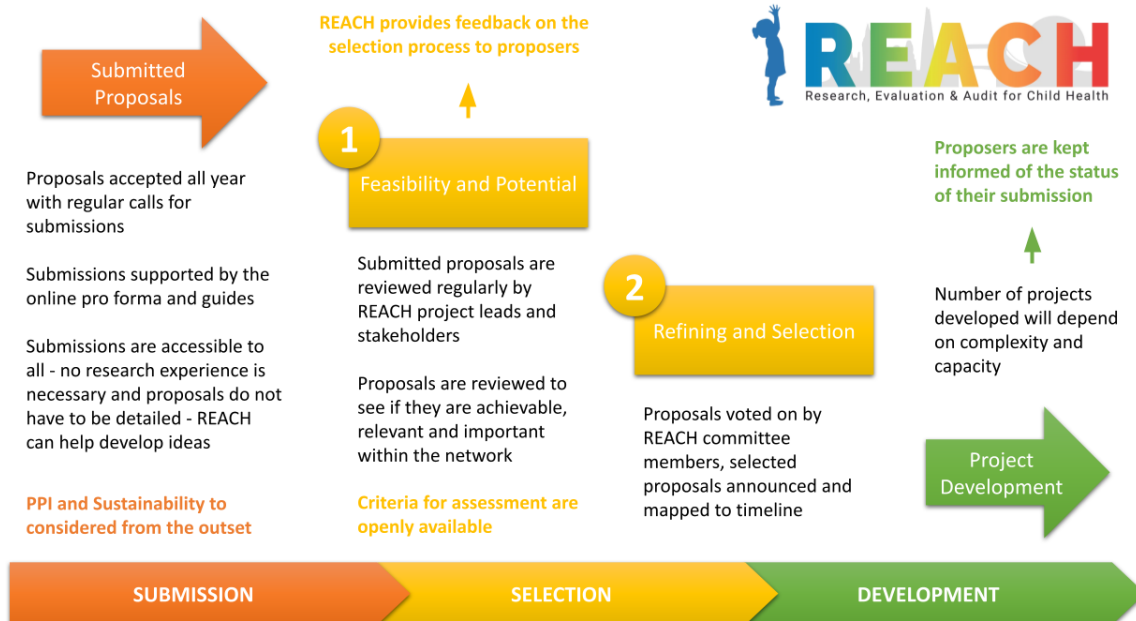 Submitted
Proposals
Proposals accepted all year
with regular calls for
submissions
Submissions supported by the
online pro forma and guides
Submissions are accessible to
all - no research experience is
necessary and proposals do not
have to be detailed - REACH
can help develop ideas
PPI and Sustainability to
considered from the outset
REACH provides feedback on the
selection process to proposers
1
Feasibility and Potential
Submitted proposals are
reviewed regularly by
REACH project leads and
stakeholders
Proposals are reviewed to
see if they are achievable,
relevant and important
within the network
Criteria for assessment are
openly available
2
Refining and Selection
Proposals voted on by
REACH committee
members, selected
proposals announced and
mapped to timeline
REACH
Research, Evaluation & Audit for Child Health
Proposers are kept
informed of the status
of their submission
Number of projects
developed will depend
on complexity and
capacity
Project
Development
SUBMISSION
SELECTION
DEVELOPMENT